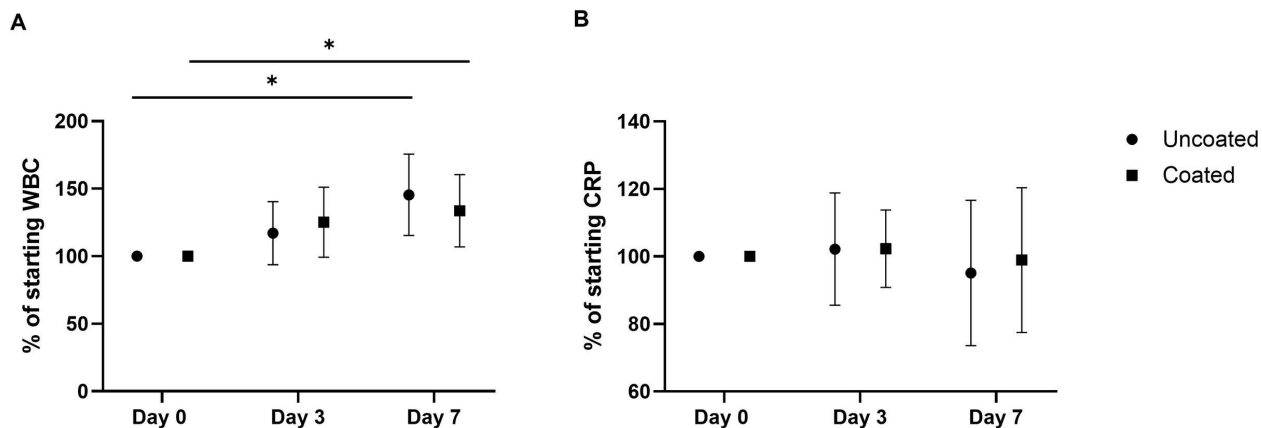 A
*
*
% of starting WBC
200
150
100
50
0
Day 0
Day 3
Day 7
B
% of starting CRP
140
120
100
80
60
Day 0
Day 3
Day 7
Uncoated
Coated